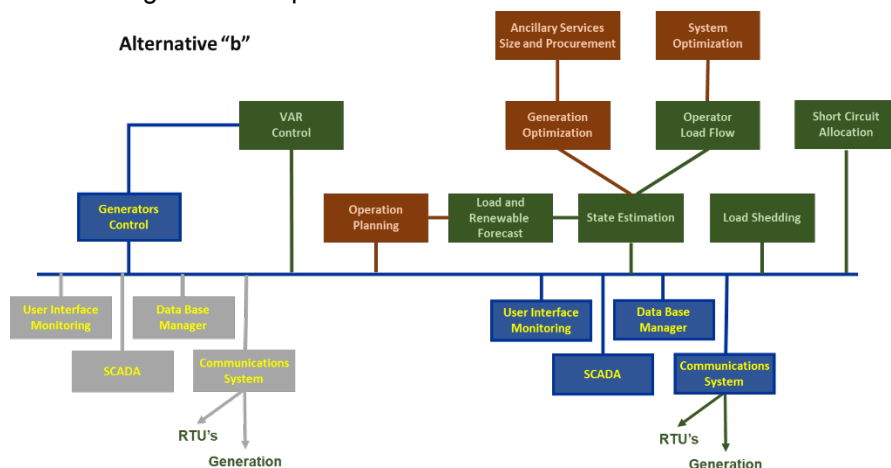 Alternative “b”
Ancillary Services
Size and Procurement
System
Optimization
VAR
Control
Generation
Optimization
Operator
Load Flow
Short Circuit
Allocation
Generators
Control
Operation
Planning
Load and
Renewable
Forecast
State Estimation
Load Shedding
User Interface
Monitoring
Data Base
Manager
SCADA
Communications
System
RTU's
Generation
User Interface
Monitoring
Data Base
Manager
SCADA
Communications
System
RTU's
Generation